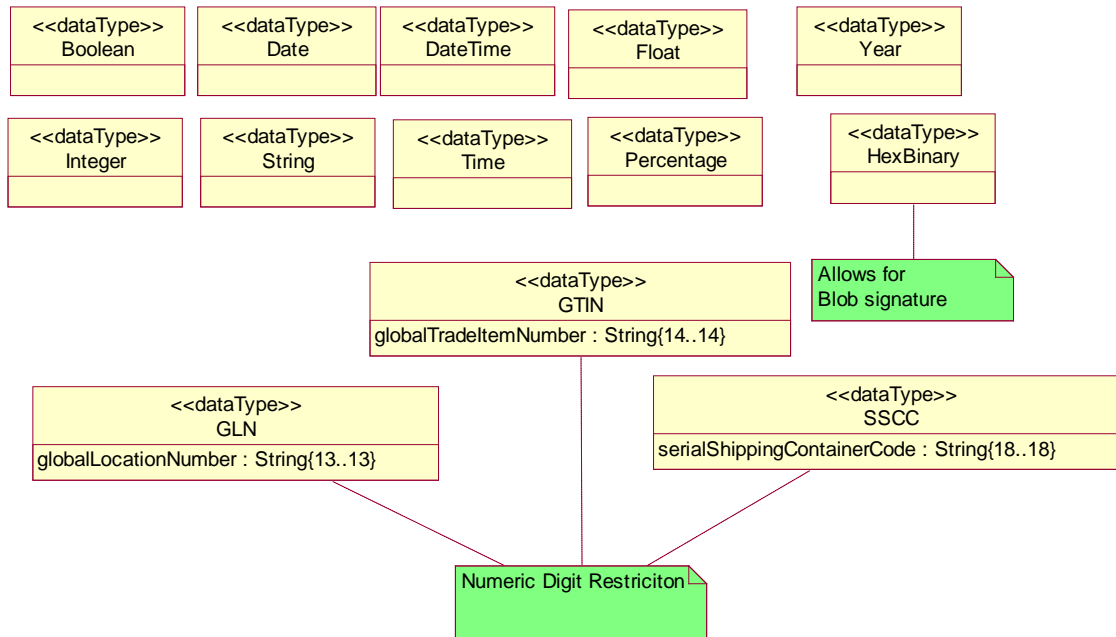 <<dataType>>
Boolean
<<dataType>>
Date
<<dataType>>
DateTime
<<dataType>>
Float
<<dataType>>
Year
<<dataType>>
Integer
<<dataType>>
String
<<dataType>>
Time
<<dataType>>
Percentage
<<dataType>>
HexBinary
Allows for
Blob signature
<<dataType>>
GTIN
globalTradeItemNumber : String{14..14}
<<dataType>>
GLN
globalLocationNumber : String{13..13}
<<dataType>>
SSCC
serialShippingContainerCode : String{18..18}
Numeric Digit Restriciton